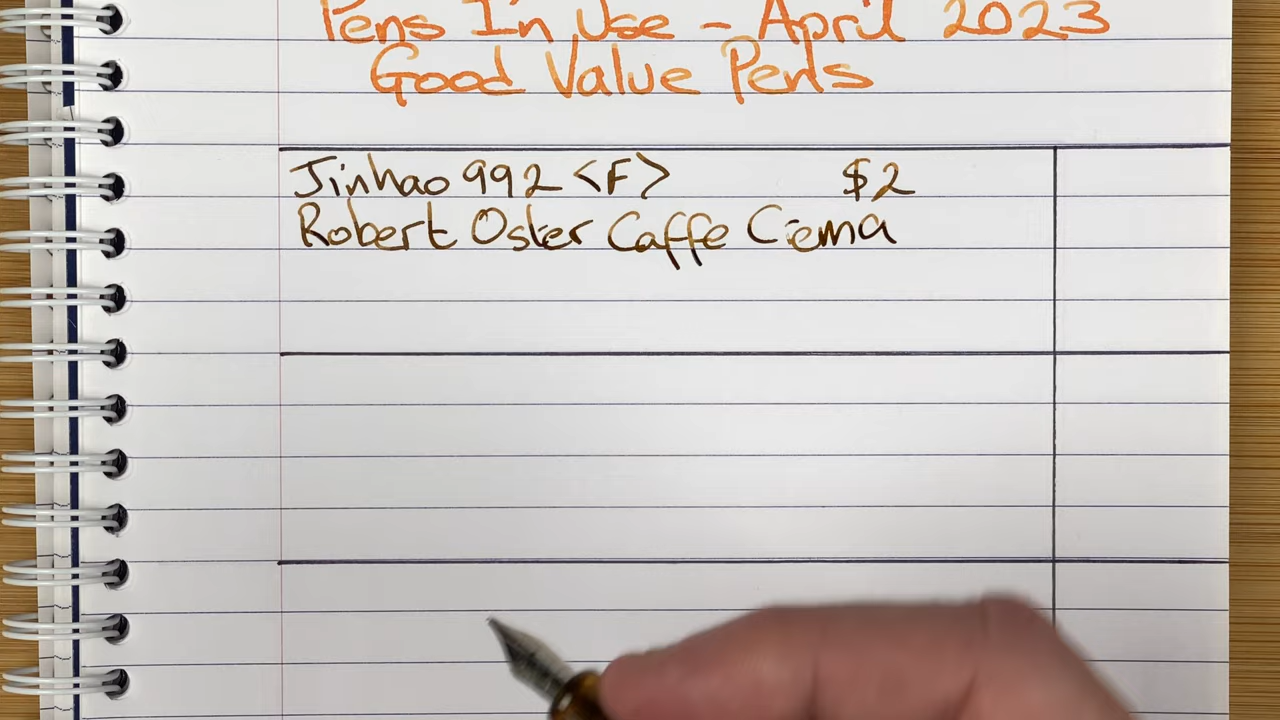 Pens In Use - April 2023
Good Value Pens
Jinhao 992 <F> $2
Robert Oster Caffe Crema